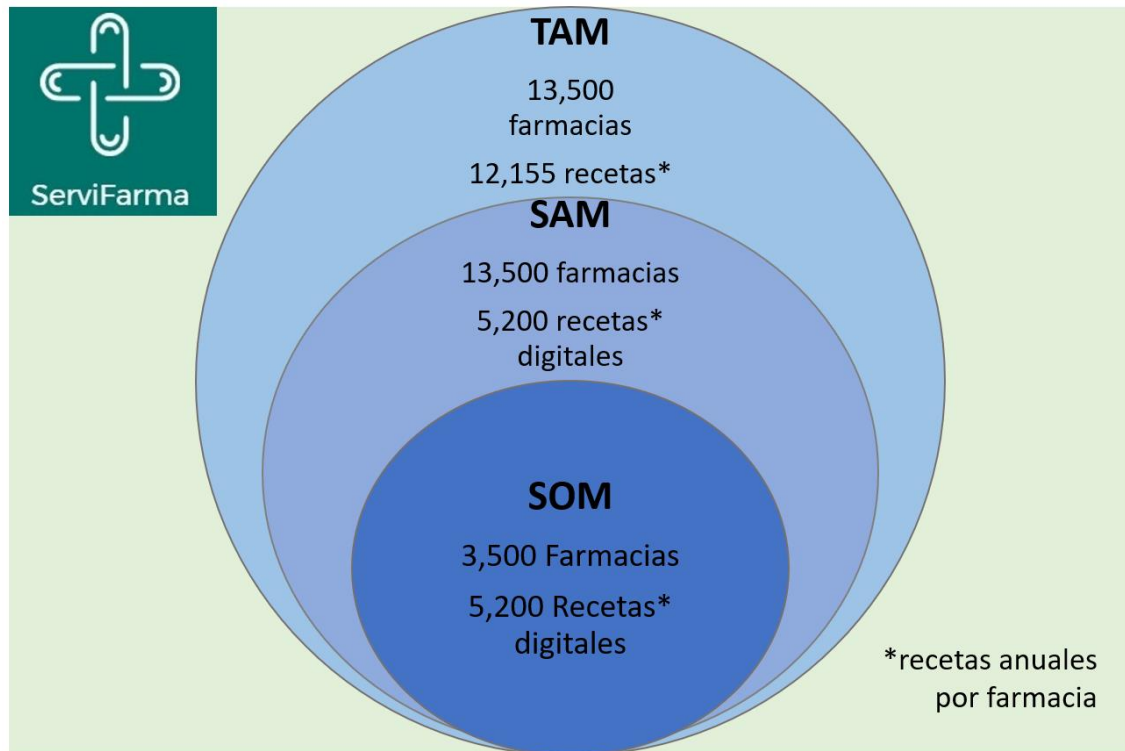 ServiFarma
TAM
13,500
farmacias
12,155 recetas*
SAM
13,500 farmacias
5,200 recetas*
digitales
SOM
3,500 Farmacias
5,200 Recetas*
digitales
*recetas anuales
por farmacia